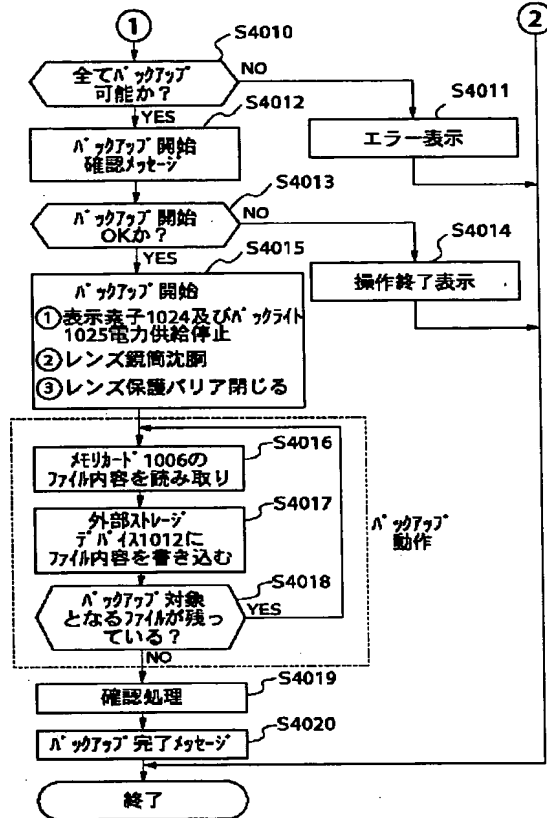 ①
②
S4010
全てバックアップ
可能か？
NO
YES
S4011
エラー表示
S4012
バックアップ 開始
確認メッセージ
S4013
バックアップ 開始
OKか？
NO
YES
S4014
操作終了表示
S4015
バックアップ 開始
①表示素子1024及びバックライト
1025電力供給停止
②レンズ鏡筒沈胴
③レンズ保護バリア閉じる
S4016
メモリカード1006の
ファイル内容を読み取り
S4017
外部ストレージ
デバイス1012に
ファイル内容を書き込む
バックアップ
動作
S4018
バックアップ 対象
となるファイルが残っ
ている？
YES
NO
S4019
確認処理
S4020
バックアップ 完了メッセージ
終了